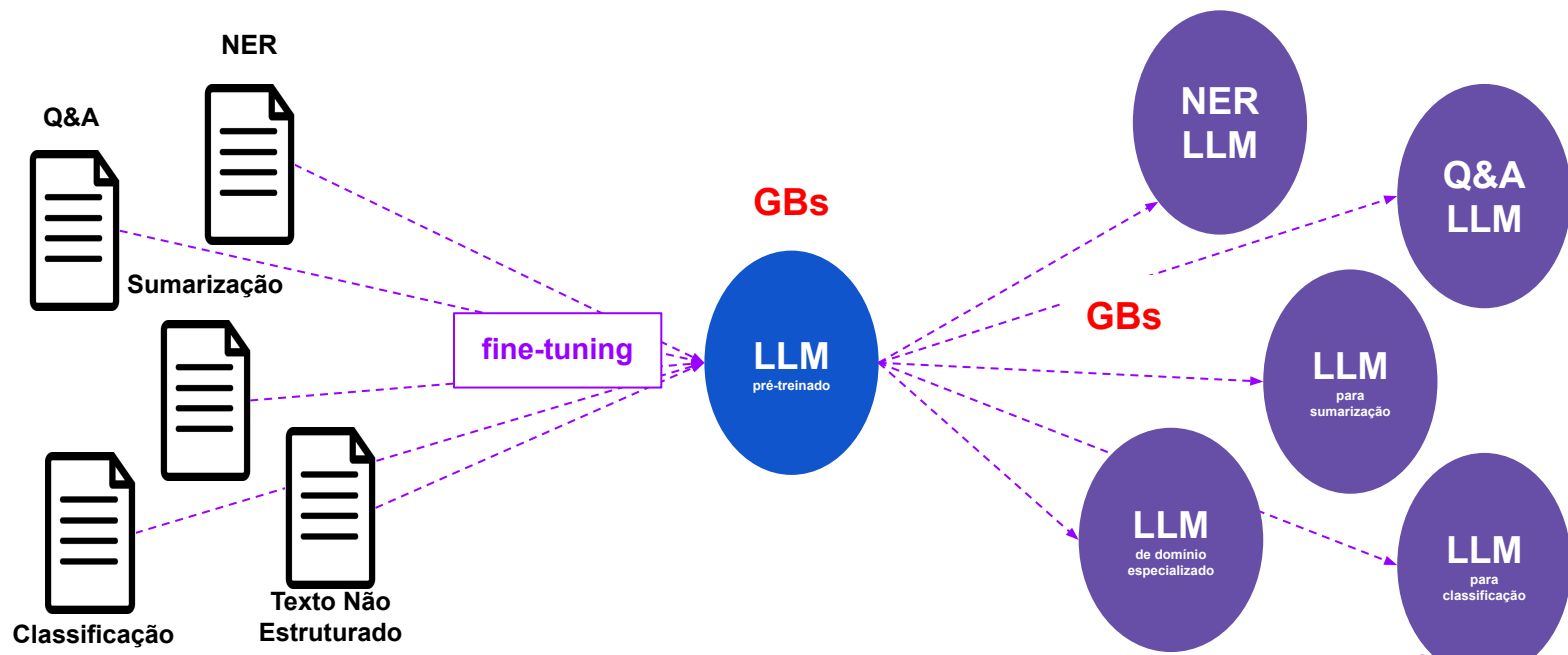 NER
Q&A
Sumarização
Classificação
Texto Não
Estruturado
fine-tuning
GBs
LLM
pré-treinado
GBs
NER
LLM
Q&A
LLM
LLM
para
sumarização
LLM
de domínio
especializado
LLM
para
classificação